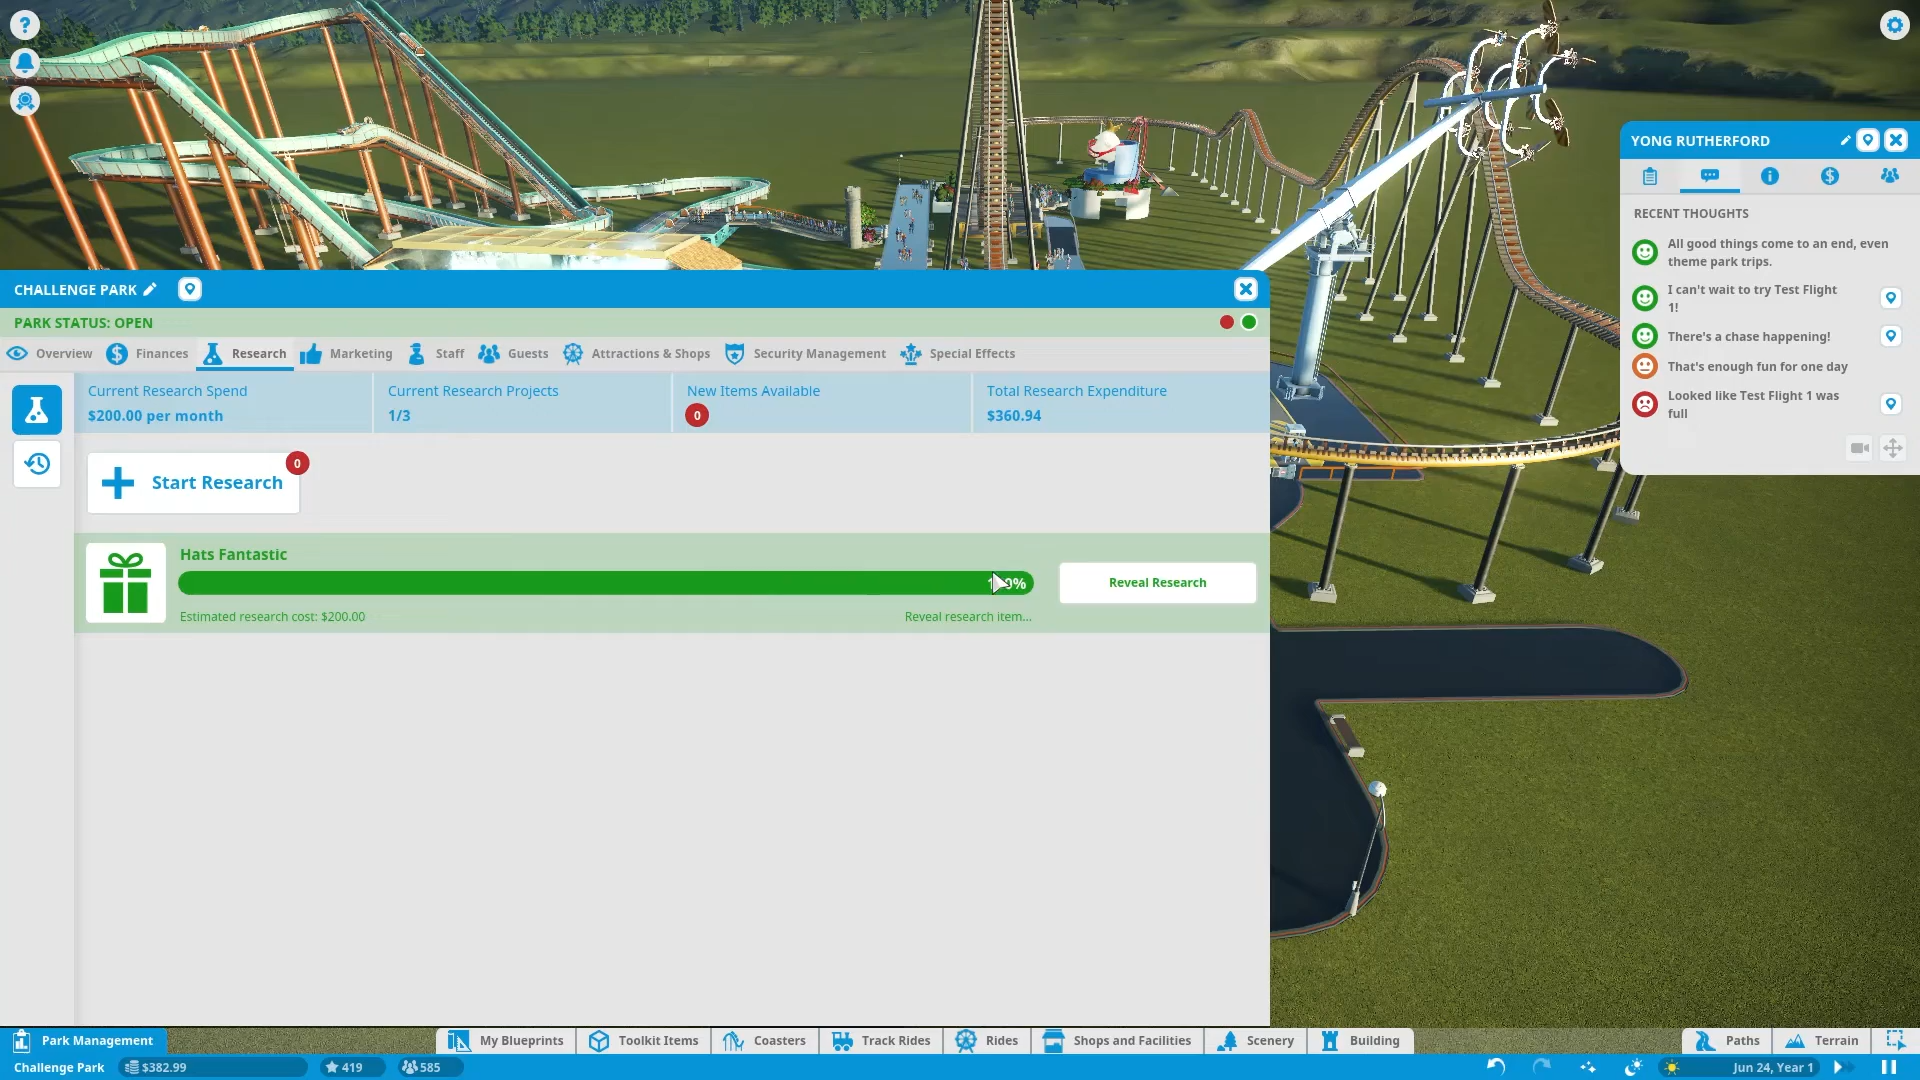 YONG RUTHERFORD
RECENT THOUGHTS
All good things come to an end, even
theme park trips.
I can't wait to try Test Flight
1!
There's a chase happening!
That's enough fun for one day
Looked like Test Flight 1 was
full
CHALLENGE PARK
PARK STATUS: OPEN
Overview Finances Research Marketing Staff Guests Attractions & Shops Security Management Special Effects
Current Research Spend Current Research Projects New Items Available Total Research Expenditure
$200.00 per month 1/3 0 $360.94
Start Research 0
Hats Fantastic
Reveal Research
Estimated research cost: $200.00 Reveal research item...
Park Management My Blueprints Toolkit Items Coasters Track Rides Rides Shops and Facilities Scenery Building Paths Terrain
Challenge Park $382.99 419 585 Jun 24, Year 1